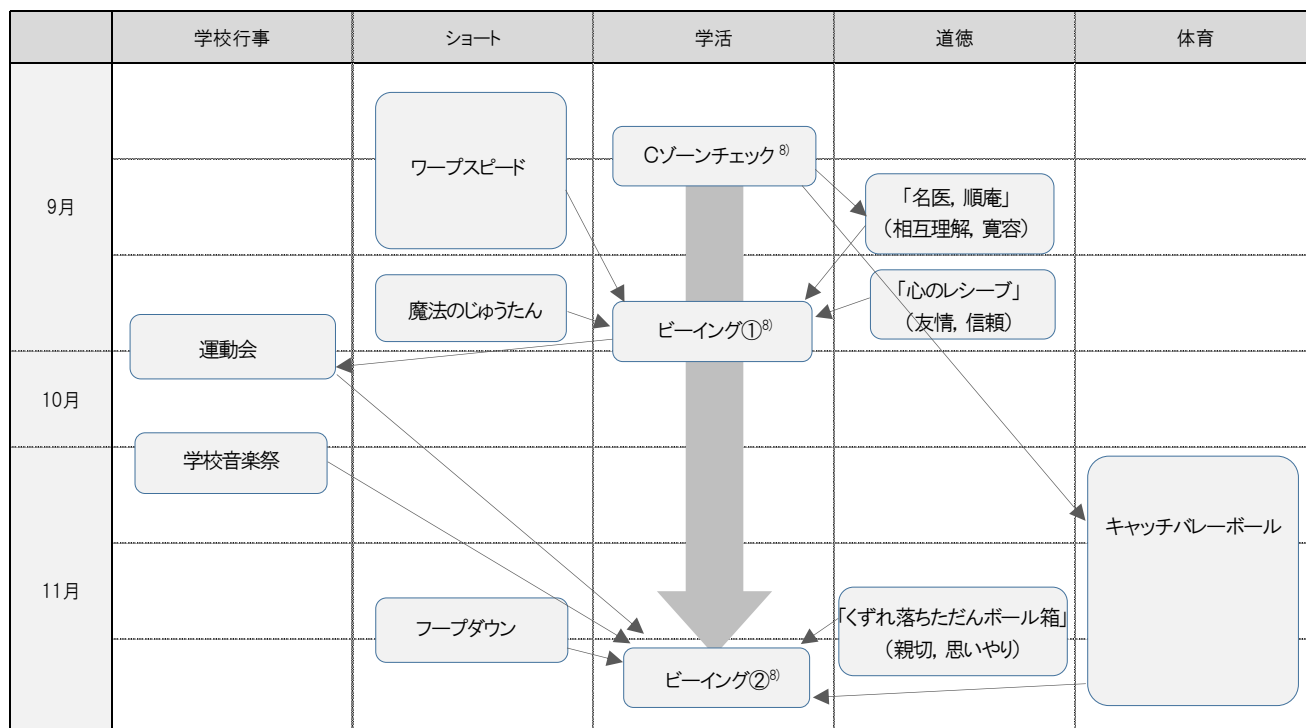 学校行事
ショート
学活
道徳
体育
9月
ワープスピード
Cゾーンチェック8)
「名医, 順庵」
(相互理解, 寛容)
魔法のじゅうたん
ビーイング①8)
「心のレシーブ」
(友情, 信頼)
運動会
10月
学校音楽祭
キャッチバレーボール
11月
フープダウン
「くずれ落ちただんボール箱」
(親切, 思いやり)
ビーイング②8)